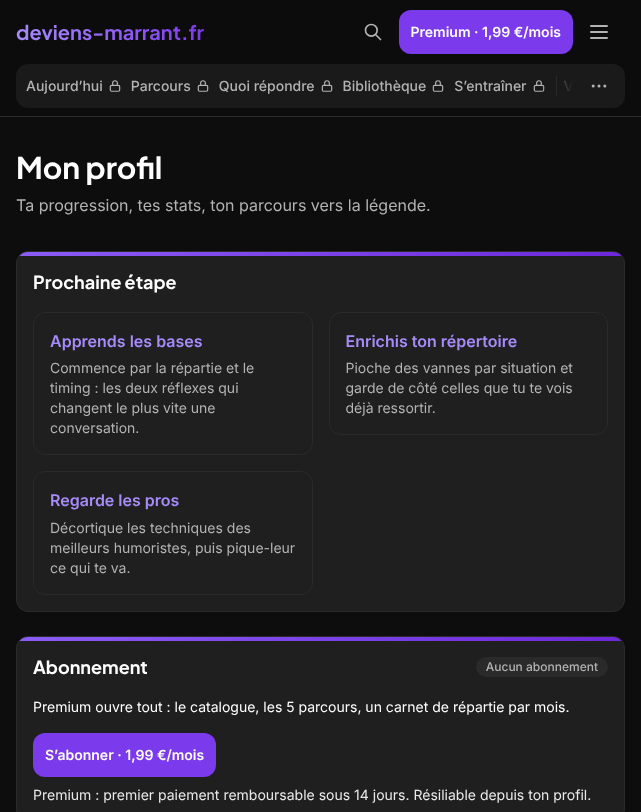 deviens-marrant.fr
Premium · 1,99 €/mois
Aujourd’hui Parcours Quoi répondre Bibliothèque S’entraîner
Mon profil
Ta progression, tes stats, ton parcours vers la légende.
Prochaine étape
Apprends les bases
Commence par la répartie et le
timing : les deux réflexes qui
changent le plus vite une
conversation.
Enrichis ton répertoire
Pioche des vannes par situation et
garde de côté celles que tu te vois
déjà ressortir.
Regarde les pros
Décortique les techniques des
meilleurs humoristes, puis pique-leur
ce qui te va.
Abonnement
Aucun abonnement
Premium ouvre tout : le catalogue, les 5 parcours, un carnet de répartie par mois.
S’abonner · 1,99 €/mois
Premium : premier paiement remboursable sous 14 jours. Résiliable depuis ton profil.